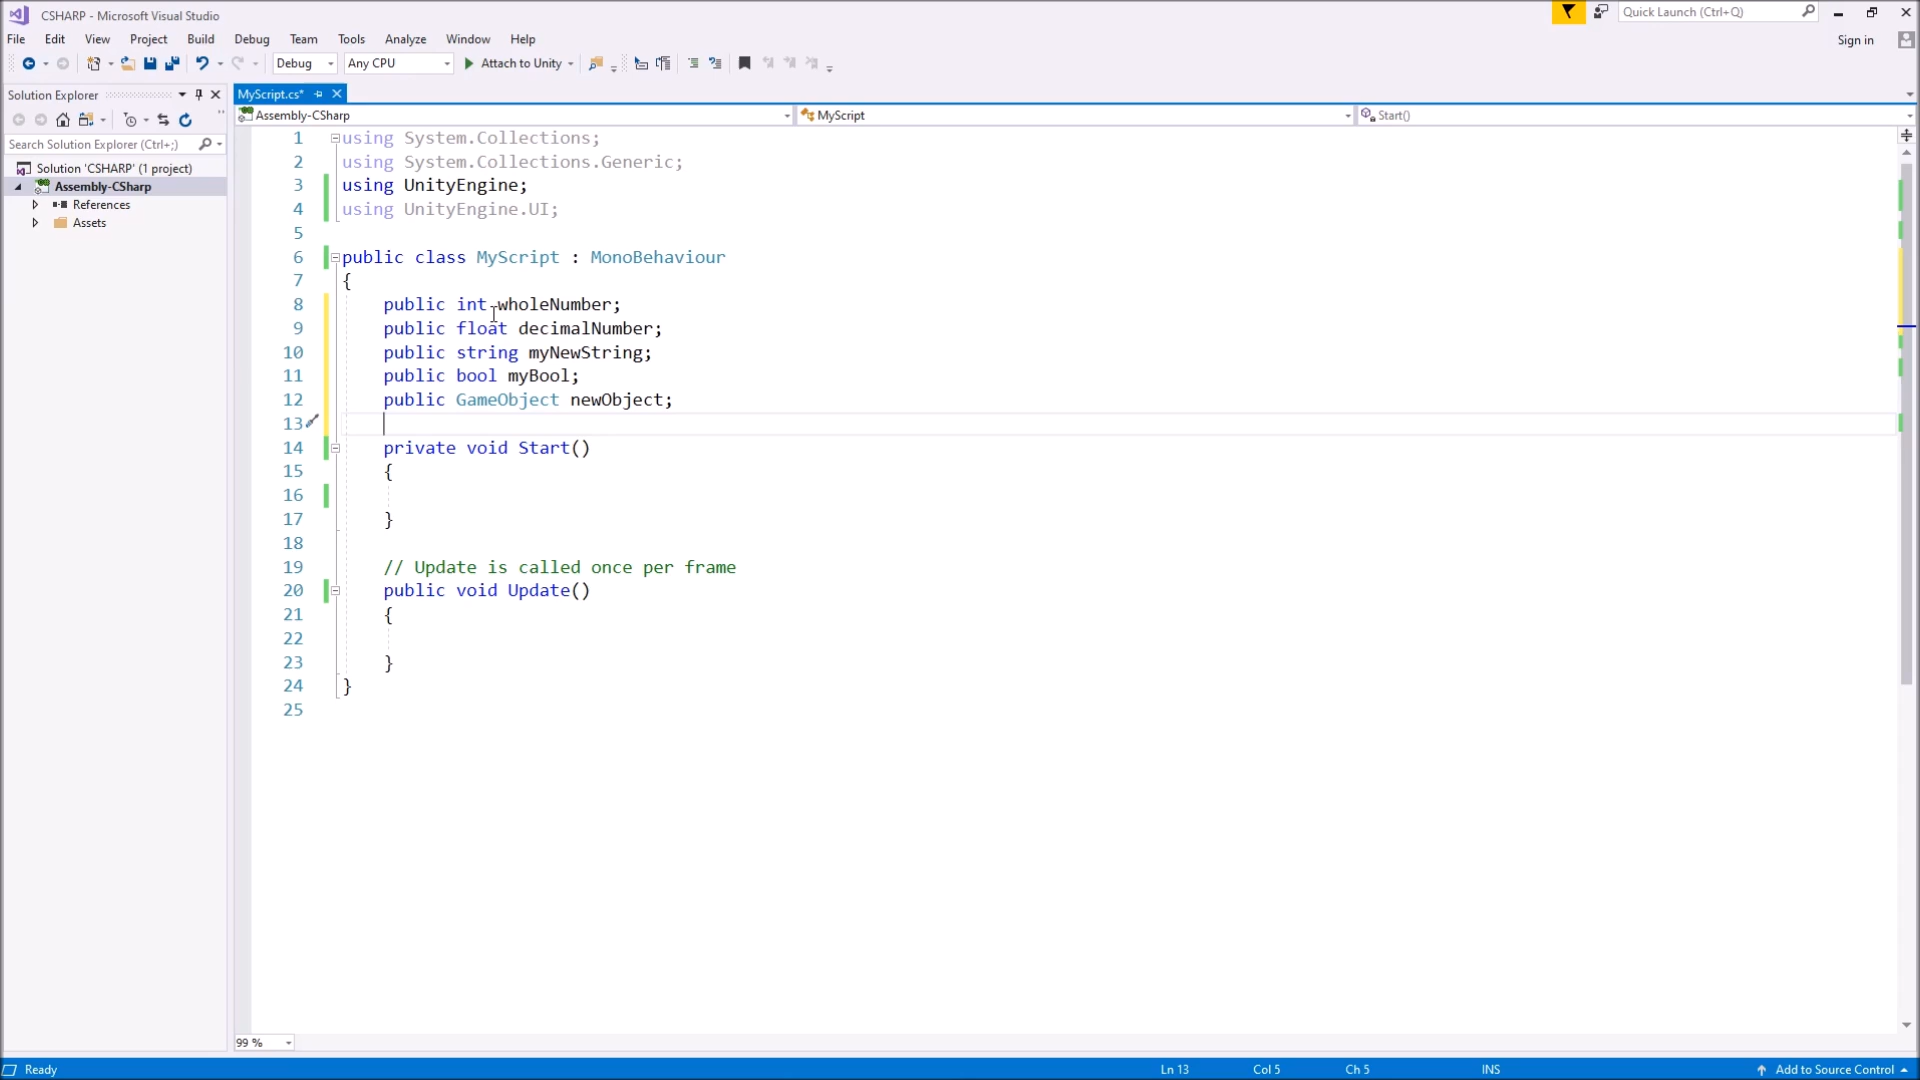 CSHARP - Microsoft Visual Studio
Quick Launch (Ctrl+Q)
File Edit View Project Build Debug Team Tools Analyze Window Help
Sign in
Debug Any CPU Attach to Unity
Solution Explorer
MyScript.cs*
Assembly-CSharp MyScript Start()
Search Solution Explorer (Ctrl+;)
Solution 'CSHARP' (1 project)
Assembly-CSharp
References
Assets
1 using System.Collections;
2 using System.Collections.Generic;
3 using UnityEngine;
4 using UnityEngine.UI;
5
6 public class MyScript : MonoBehaviour
7 {
8 public int wholeNumber;
9 public float decimalNumber;
10 public string myNewString;
11 public bool myBool;
12 public GameObject newObject;
13
14 private void Start()
15 {
16
17 }
18
19 // Update is called once per frame
20 public void Update()
21 {
22
23 }
24 }
25
99 %
Ready Ln 13 Col 5 Ch 5 INS Add to Source Control